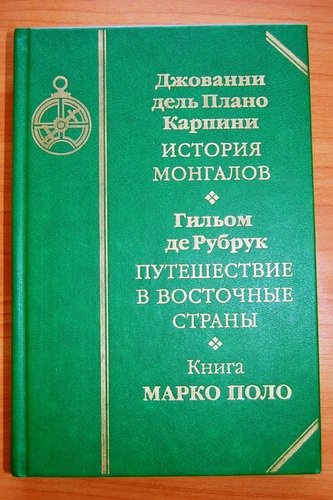 Джованни
дель Плано
Карпини
ИСТОРИЯ
МОНГАЛОВ
Гильом
де Рубрук
ПУТЕШЕСТВИЕ
В ВОСТОЧНЫЕ
СТРАНЫ
Книга
МАРКО ПОЛО